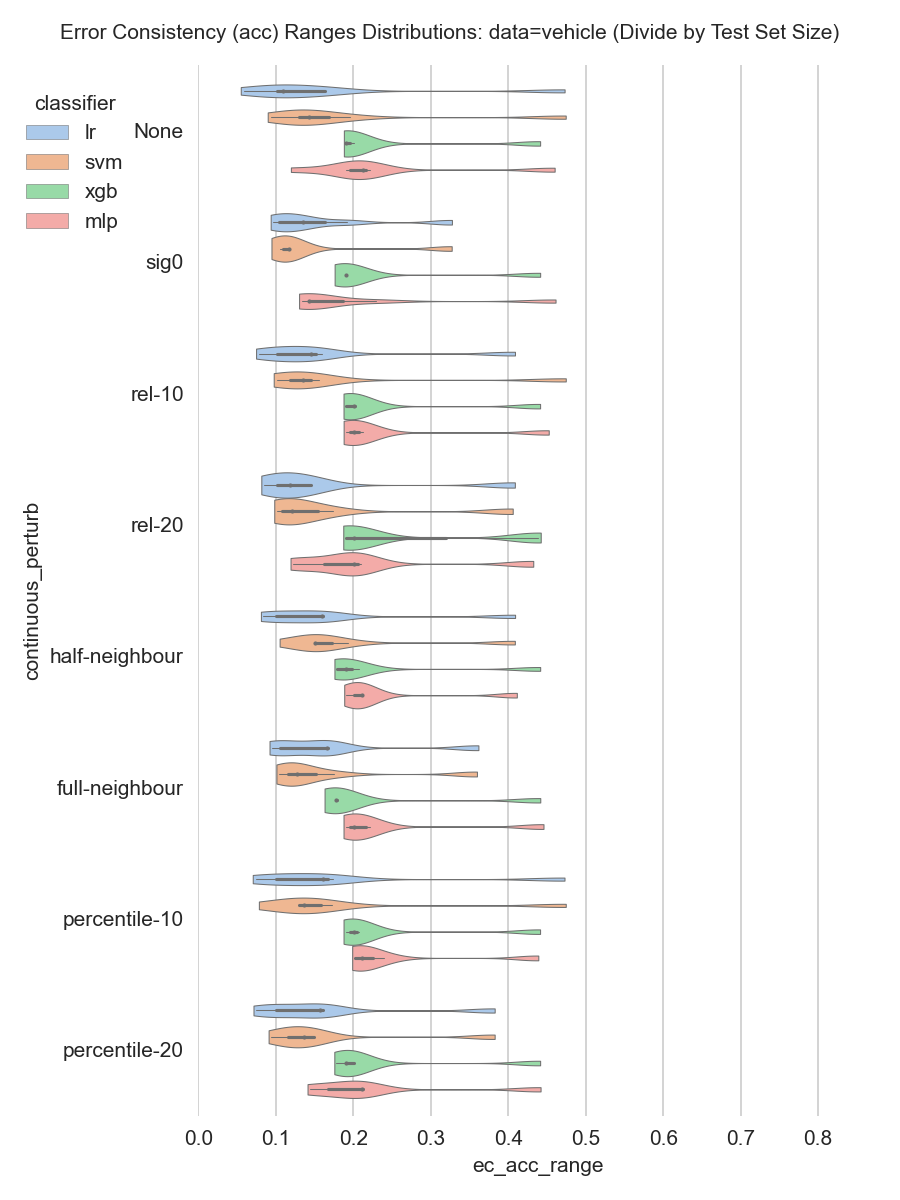 Error Consistency (acc) Ranges Distributions: data=vehicle (Divide by Test Set Size)
classifier
lr
svm
xgb
mlp
continuous_perturb
None
sig0
rel-10
rel-20
half-neighbour
full-neighbour
percentile-10
percentile-20
0.0 0.1 0.2 0.3 0.4 0.5 0.6 0.7 0.8
ec_acc_range